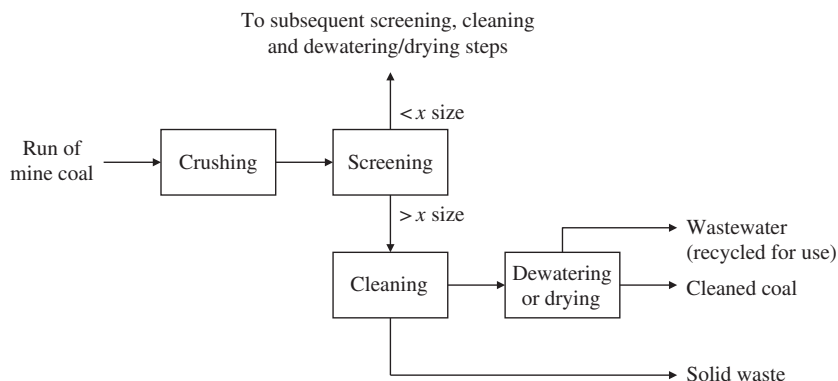 To subsequent screening, cleaning
and dewatering/drying steps
< x size
Run of
mine coal
Crushing
Screening
> x size
Wastewater
(recycled for use)
Cleaning
Dewatering
or drying
Cleaned coal
Solid waste